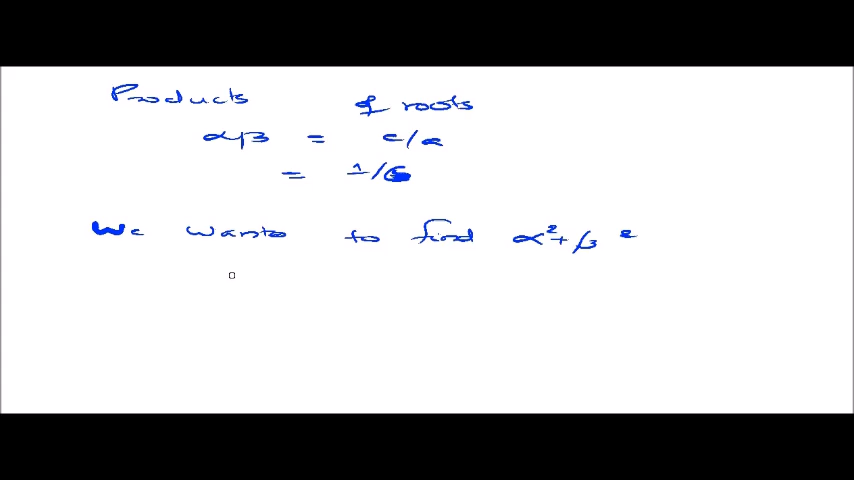 Products of roots
αβ = c/a
= 1/6
We wants to find α² + β²